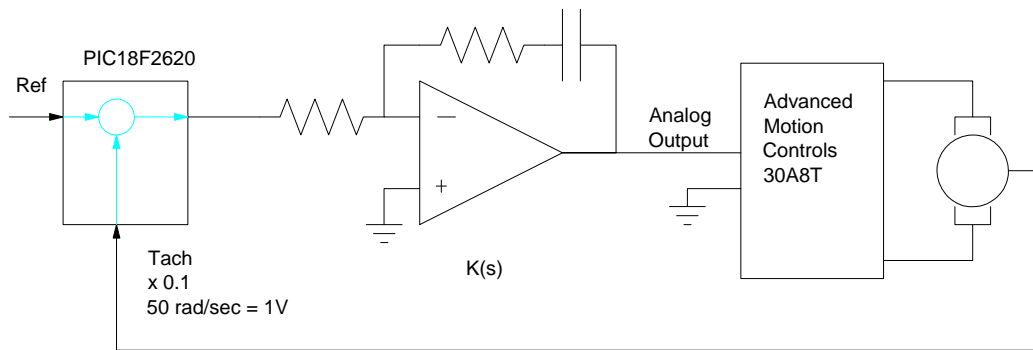 PIC18F2620
Ref
Tach
x 0.1
50 rad/sec = 1V
K(s)
Analog
Output
Advanced
Motion
Controls
30A8T